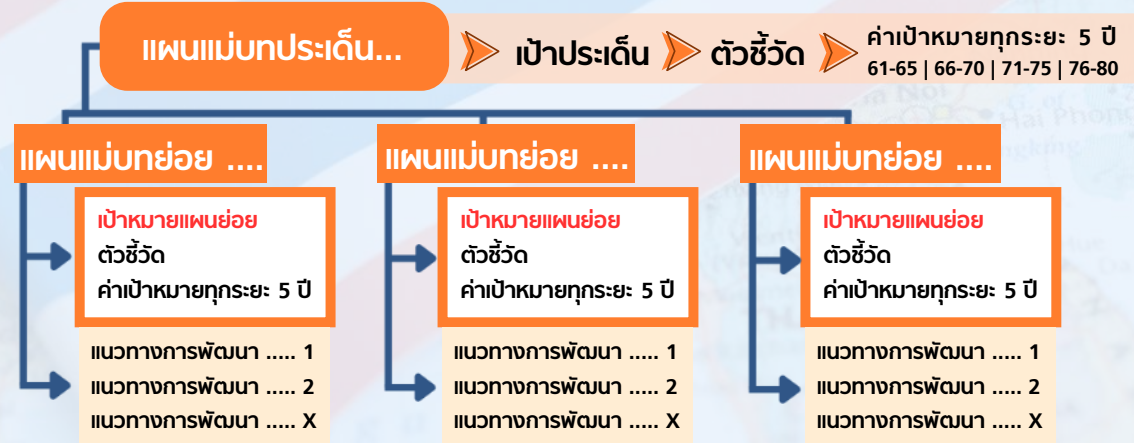 แผนแม่บทประเด็น...
เป้าประเด็น
ตัวชี้วัด
ค่าเป้าหมายทุกระยะ 5 ปี
61-65 | 66-70 | 71-75 | 76-80
แผนแม่บทย่อย ....
เป้าหมายแผนย่อย
ตัวชี้วัด
ค่าเป้าหมายทุกระยะ 5 ปี
แนวทางการพัฒนา ..... 1
แนวทางการพัฒนา ..... 2
แนวทางการพัฒนา ..... X
แผนแม่บทย่อย ....
เป้าหมายแผนย่อย
ตัวชี้วัด
ค่าเป้าหมายทุกระยะ 5 ปี
แนวทางการพัฒนา ..... 1
แนวทางการพัฒนา ..... 2
แนวทางการพัฒนา ..... X
แผนแม่บทย่อย ....
เป้าหมายแผนย่อย
ตัวชี้วัด
ค่าเป้าหมายทุกระยะ 5 ปี
แนวทางการพัฒนา ..... 1
แนวทางการพัฒนา ..... 2
แนวทางการพัฒนา ..... X
Hai Phong